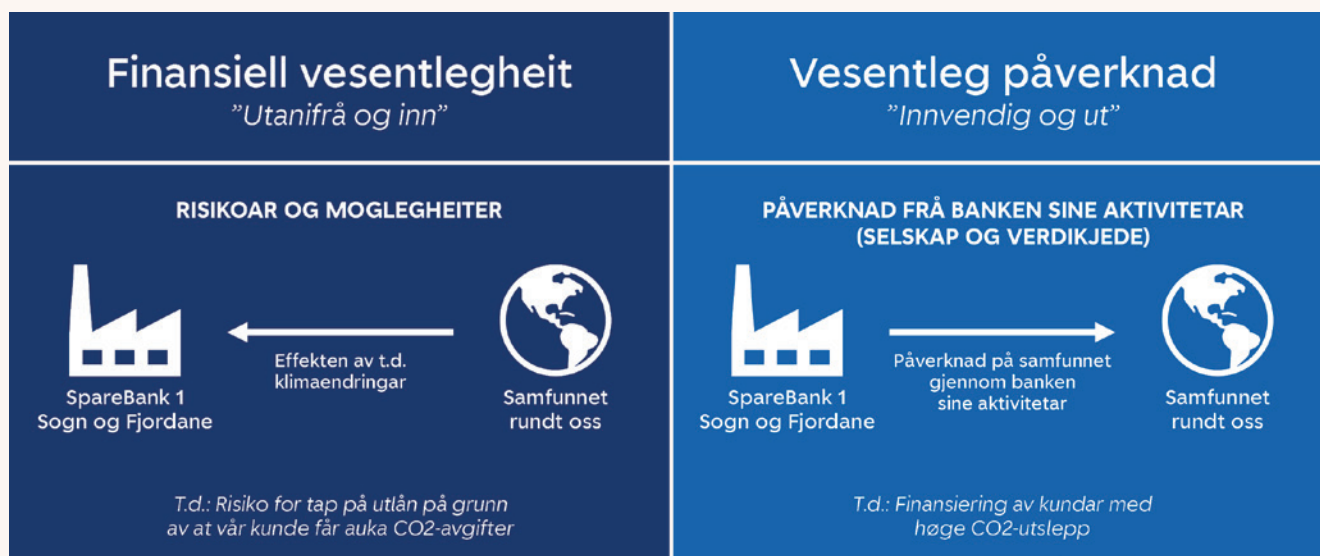 Finansiell vesentlegheit
"Utanifrå og inn"
RISIKOAR OG MOGLEGHEITER
Effekten av t.d.
klimaendringar
SpareBank 1
Sogn og Fjordane
Samfunnet
rundt oss
T.d.: Risiko for tap på utlån på grunn
av at vår kunde får auka CO2-avgifter
Vesentleg påverknad
"Innvendig og ut"
PÅVERKNAD FRÅ BANKEN SINE AKTIVITETAR
(SELSKAP OG VERDIKJEDE)
Påverknad på samfunnet
gjennom banken
sine aktivitetar
SpareBank 1
Sogn og Fjordane
Samfunnet
rundt oss
T.d.: Finansiering av kundar med
høge CO2-utslepp